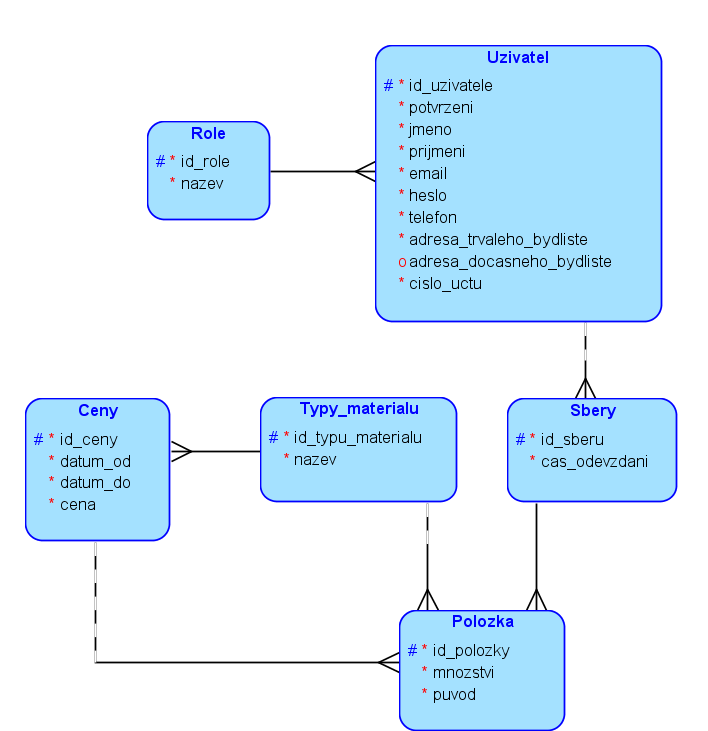 Uzivatel
# * id_uzivatele
* potvrzeni
* jmeno
* prijmeni
* email
* heslo
* telefon
* adresa_trvaleho_bydliste
o adresa_docasneho_bydliste
* cislo_uctu
Role
# * id_role
* nazev
Ceny
# * id_ceny
* datum_od
* datum_do
* cena
Typy_materialu
# * id_typu_materialu
* nazev
Sbery
# * id_sberu
* cas_odevzdani
Polozka
# * id_polozky
* mnozstvi
* puvod